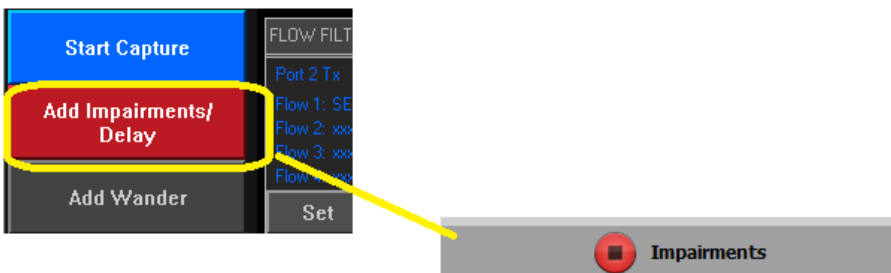 Start Capture
Add Impairments/
Delay
Add Wander
FLOW FILT
Port 2 Tx
Flow 1: SE
Flow 2: xxx
Flow 3: xxx
Flow
Set
Impairments